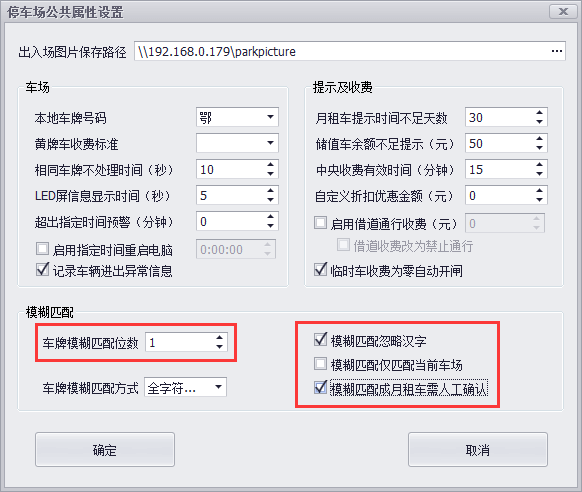 停车场公共属性设置
出入场图片保存路径 \\192.168.0.179\parkpicture ...
车场
本地车牌号码 鄂
黄牌车收费标准
相同车牌不处理时间（秒） 10
LED屏信息显示时间（秒） 5
超出指定时间预警（分钟） 0
启用指定时间重启电脑 0:00:00
记录车辆进出异常信息
提示及收费
月租车提示时间不足天数 30
储值车余额不足提示（元） 50
中央收费有效时间（分钟） 15
自定义折扣优惠金额（元） 0
启用借道通行收费（元） 0
借道收费改为禁止通行
临时车收费为零自动开闸
模糊匹配
车牌模糊匹配位数 1
车牌模糊匹配方式 全字符...
模糊匹配忽略汉字
模糊匹配仅匹配当前车场
模糊匹配成月租车需人工确认
确定
取消